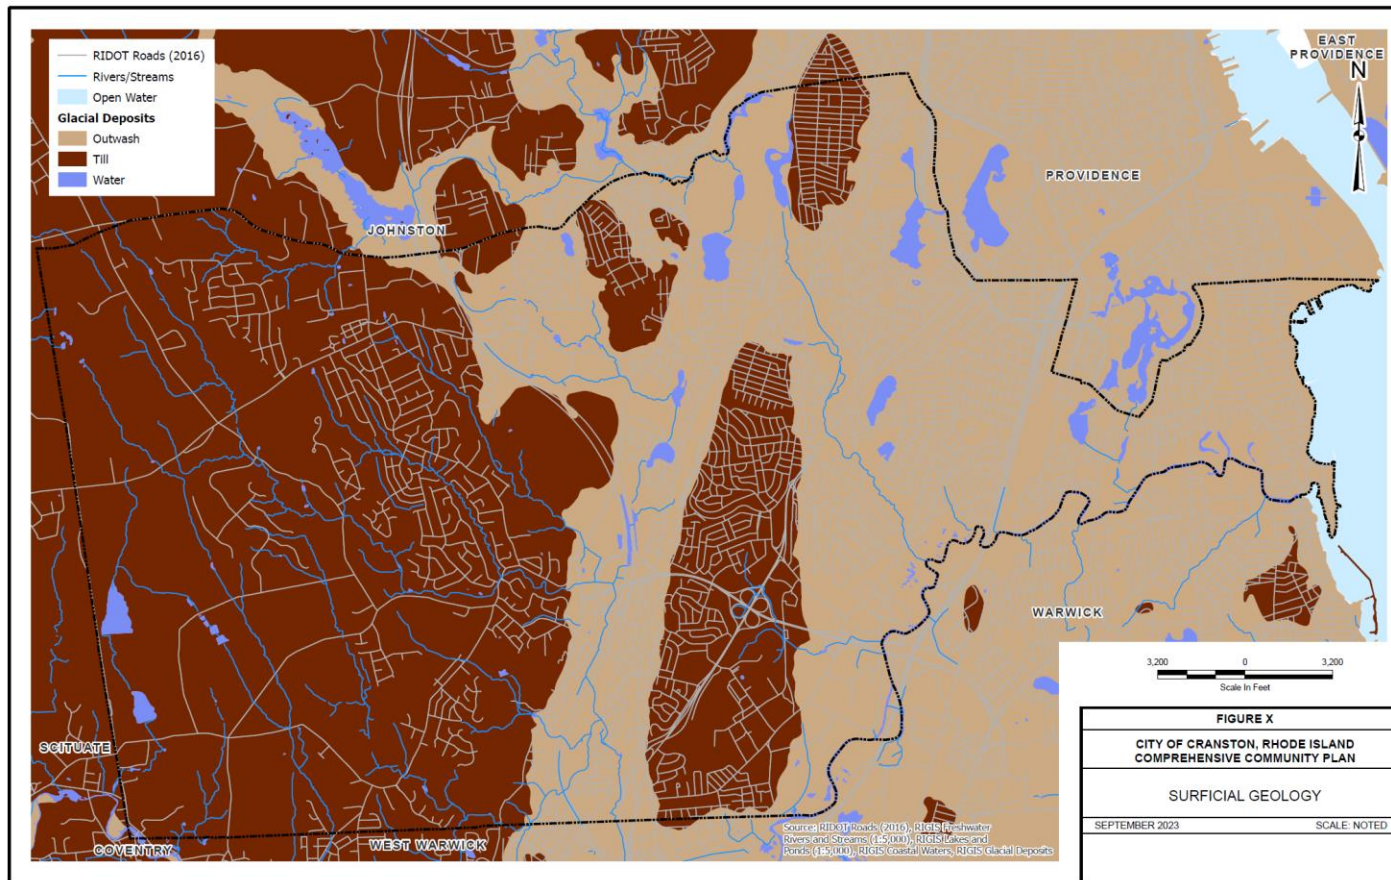 RIDOT Roads (2016)
Rivers/Streams
Open Water
Glacial Deposits
Outwash
Till
Water
EAST
PROVIDENCE
N
PROVIDENCE
JOHNSTON
WARWICK
SCITUATE
COVENTRY
WEST WARWICK
Source: RIDOT Roads (2016), RIGIS Freshwater
Rivers and Streams (1:5,000), RIGIS Lakes and
Ponds (1:5,000), RIGIS Coastal Waters, RIGIS Glacial Deposits
3,200 0 3,200
Scale In Feet
FIGURE X
CITY OF CRANSTON, RHODE ISLAND
COMPREHENSIVE COMMUNITY PLAN
SURFICIAL GEOLOGY
SEPTEMBER 2023 SCALE: NOTED